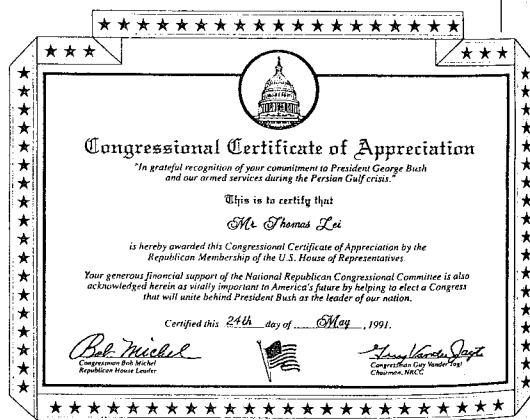 Congressional Certificate of Appreciation
"In grateful recognition of your commitment to President George Bush
and our armed services during the Persian Gulf crisis."
This is to certify that
Mr. Thomas Lei
is hereby awarded this Congressional Certificate of Appreciation by the
Republican Membership of the U.S. House of Representatives.
Your generous financial support of the National Republican Congressional Committee is also
acknowledged herein as vitally important to America's future by helping to elect a Congress
that will unite behind President Bush as the leader of our nation.
Certified this 24th day of May, 1991.
Bob Michel
Congressman Bob Michel
Republican House Leader
Guy Vander Jagt
Congressman Guy Vander Jagt
Chairman, NRCC